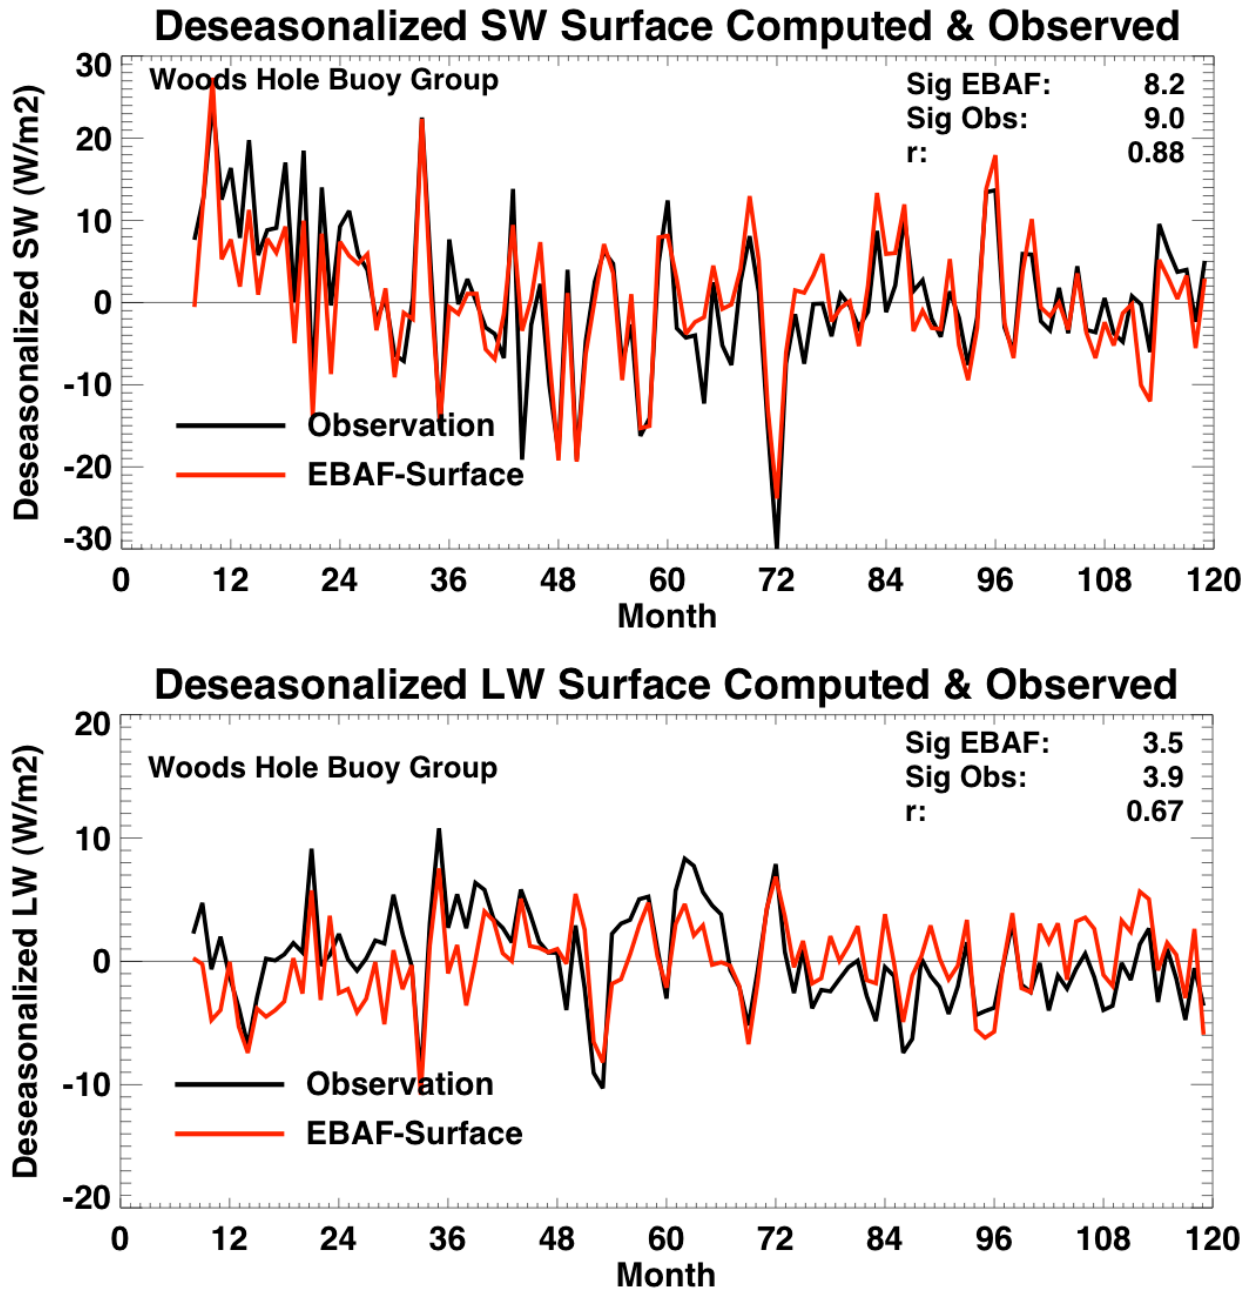 Deseasonalized SW Surface Computed & Observed
Deseasonalized SW (W/m2)
30
20
10
0
-10
-20
-30
Woods Hole Buoy Group
Sig EBAF: 8.2
Sig Obs: 9.0
r: 0.88
Observation
EBAF-Surface
0 12 24 36 48 60 72 84 96 108 120
Month
Deseasonalized LW Surface Computed & Observed
Deseasonalized LW (W/m2)
20
10
0
-10
-20
Woods Hole Buoy Group
Sig EBAF: 3.5
Sig Obs: 3.9
r: 0.67
Observation
EBAF-Surface
0 12 24 36 48 60 72 84 96 108 120
Month